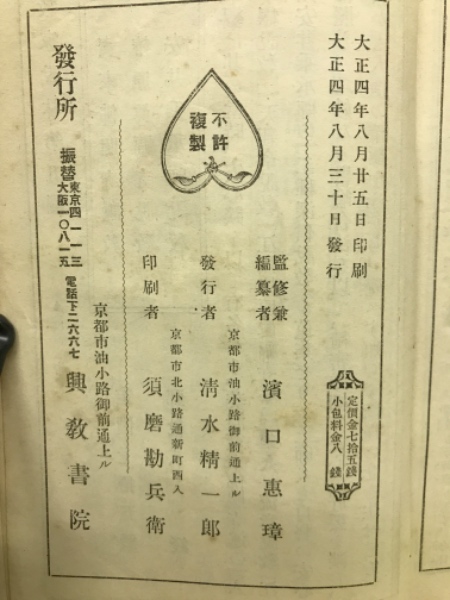 大正四年八月廿五日印刷
大正四年八月三十日發行
定價金七拾五錢
小包料金八錢
不許
複製
監修兼
編纂者
濱口惠璋
京都市油小路御前通上ル
發行者 淸水精一郎
京都市北小路通新町西入
印刷者 須磨勘兵衛
京都市油小路御前通上ル
發行所
振替
東京四一一三
大阪一〇八一五
電話下二六六七
興敎書院